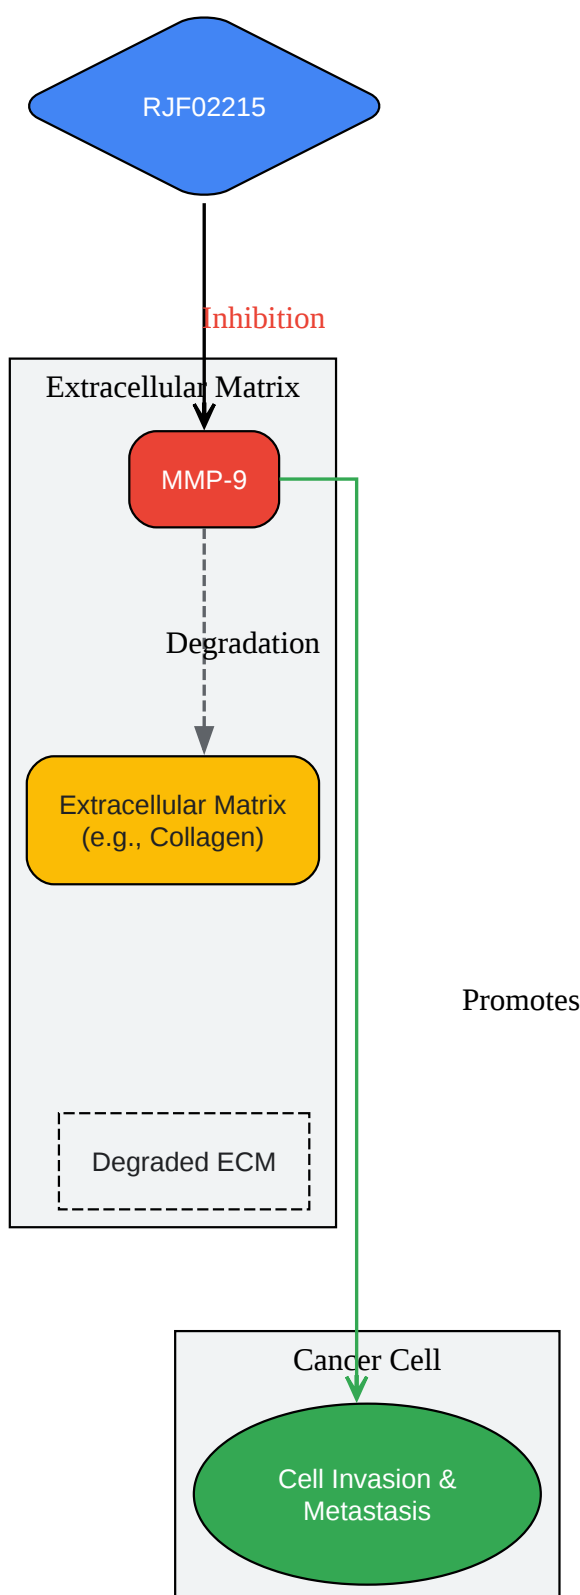 RJF02215
Inhibition
Extracellular Matrix
MMP-9
Degradation
Extracellular Matrix
(e.g., Collagen)
Promotes
Degraded ECM
Cancer Cell
Cell Invasion &
Metastasis